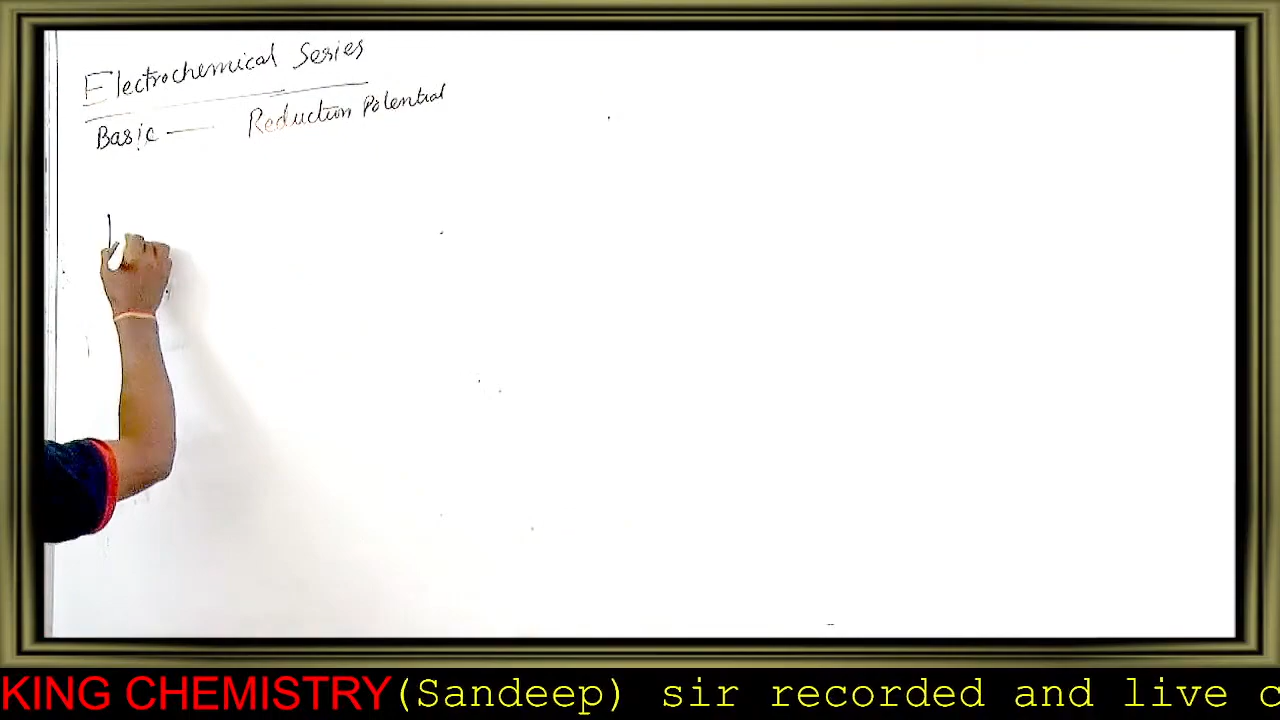 Electrochemical Series
Basic — Reduction Potential
KING CHEMISTRY (Sandeep) sir recorded and live c